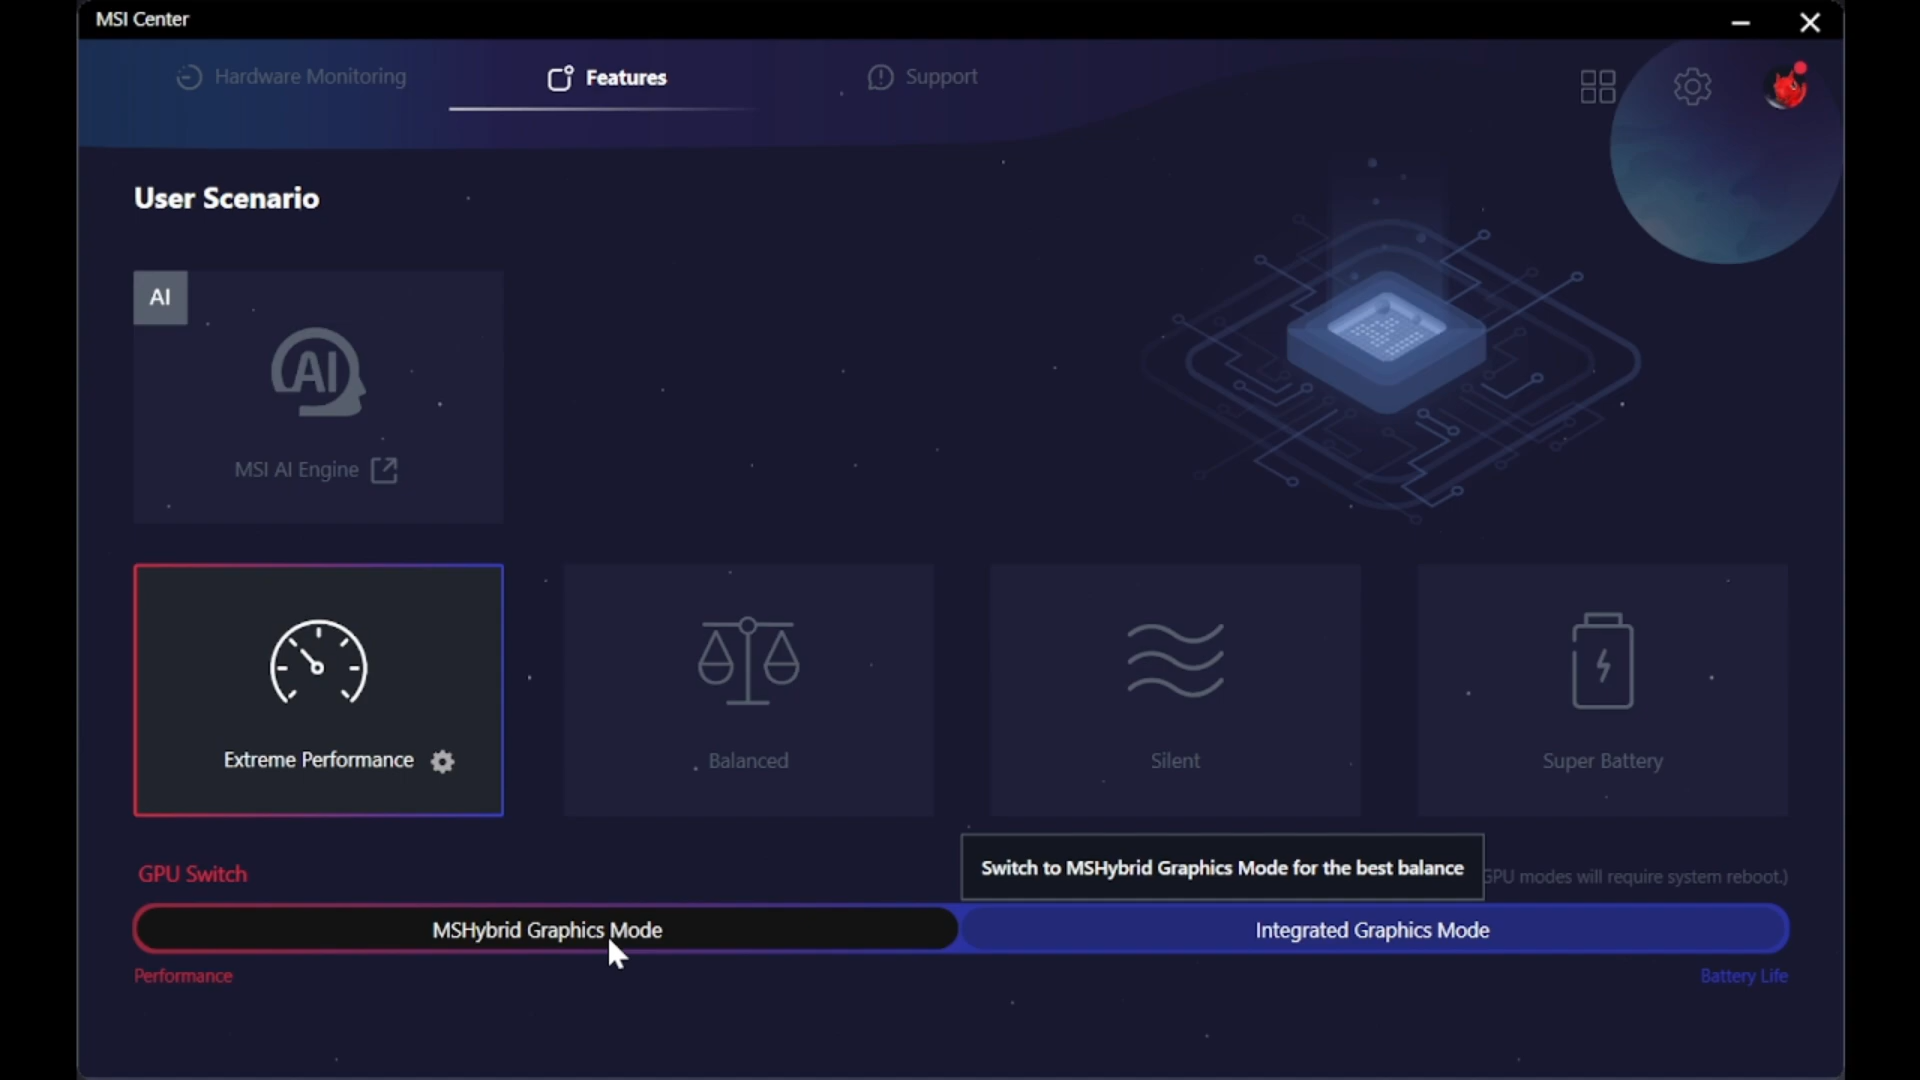 MSI Center
Hardware Monitoring
Features
Support
User Scenario
AI
AI
MSI AI Engine
Extreme Performance
Balanced
Silent
Super Battery
GPU Switch
Switch to MSHybrid Graphics Mode for the best balance
GPU modes will require system reboot.)
MSHybrid Graphics Mode
Integrated Graphics Mode
Performance
Battery Life